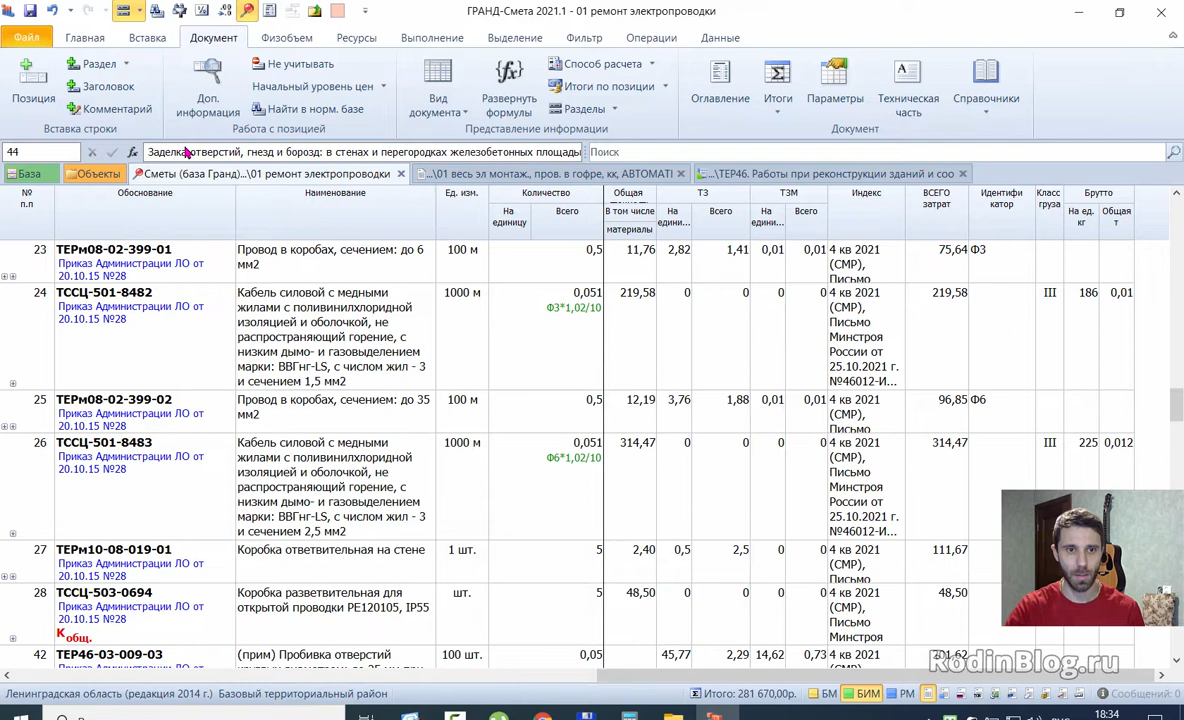 ГРАНД-Смета 2021.1 - 01 ремонт электропроводки
Файл Главная Вставка Документ Физобъем Ресурсы Выполнение Выделение Фильтр Операции Данные
Позиция
Раздел
Заголовок
Комментарий
Вставка строки
Доп. информация
Не учитывать
Начальный уровень цен
Найти в норм. базе
Работа с позицией
Вид документа
Развернуть формулы
Способ расчета
Итоги по позиции
Разделы
Представление информации
Оглавление
Итоги
Параметры
Техническая часть
Справочники
Документ
44
fx
Заделка отверстий, гнезд и борозд: в стенах и перегородках железобетонных площадь
Поиск
База
Объекты
Сметы (база Гранд)...\01 ремонт электропроводки
...\01 весь эл монтаж., пров. в гофре, кк, АВТОМАТІ
...\ТЕР46. Работы при реконструкции зданий и соо
№ п.п Обоснование Наименование Ед. изм. Количество Общая ТЗ ТЗМ Индекс ВСЕГО затрат Идентифи катор Класс груза Брутто
На единицу Всего В том числе материалы На едини... Всего На едини... Всего На ед. кг Общая т
23 ТЕРм08-02-399-01 Провод в коробах, сечением: до 6 мм2 100 м 0,5 11,76 2,82 1,41 0,01 0,01 4 кв 2021 (СМР), Письмо 75,64 Ф3
Приказ Администрации ЛО от 20.10.15 №28
24 ТССЦ-501-8482 Кабель силовой с медными 1000 м 0,051 219,58 0 0 0 0 4 кв 2021 219,58 III 186 0,01
Приказ Администрации ЛО от жилами с поливинилхлоридной Ф3*1,02/10 (СМР),
20.10.15 №28 изоляцией и оболочкой, не Письмо
распространяющий горение, с Минстроя
низким дымо- и газовыделением России от
марки: ВВГнг-LS, с числом жил - 3 25.10.2021 г.
и сечением 1,5 мм2 №46012-И...
25 ТЕРм08-02-399-02 Провод в коробах, сечением: до 35 мм2 100 м 0,5 12,19 3,76 1,88 0,01 0,01 4 кв 2021 (СМР), Письмо 96,85 Ф6
Приказ Администрации ЛО от 20.10.15 №28
26 ТССЦ-501-8483 Кабель силовой с медными 1000 м 0,051 314,47 0 0 0 0 4 кв 2021 314,47 III 225 0,012
Приказ Администрации ЛО от жилами с поливинилхлоридной Ф6*1,02/10 (СМР),
20.10.15 №28 изоляцией и оболочкой, не Письмо
распространяющий горение, с Минстроя
низким дымо- и газовыделением России от
марки: ВВГнг-LS, с числом жил - 3 25.10.2021 г.
и сечением 2,5 мм2 №46012-И...
27 ТЕРм10-08-019-01 Коробка ответвительная на стене 1 шт. 5 2,40 0,5 2,5 0 0 4 кв 2021 (СМР), Письмо 111,67
Приказ Администрации ЛО от 20.10.15 №28
28 ТССЦ-503-0694 Коробка разветвительная для шт. 5 48,50 0 0 0 0 4 кв 2021 48,50
Приказ Администрации ЛО от открытой проводки РЕ120105, IP55 (СМР),
20.10.15 №28 Письмо
К общ. Минстроя
42 ТЕР46-03-009-03 (прим) Пробивка отверстий 100 шт. 0,05 45,77 2,29 14,62 0,73 4 кв 2021 201,62
RodinBlog.ru
Ленинградская область (редакция 2014 г.) Базовый территориальный район Итого: 281 670,00р. БМ БИМ РМ Сообщений: 0
18:34